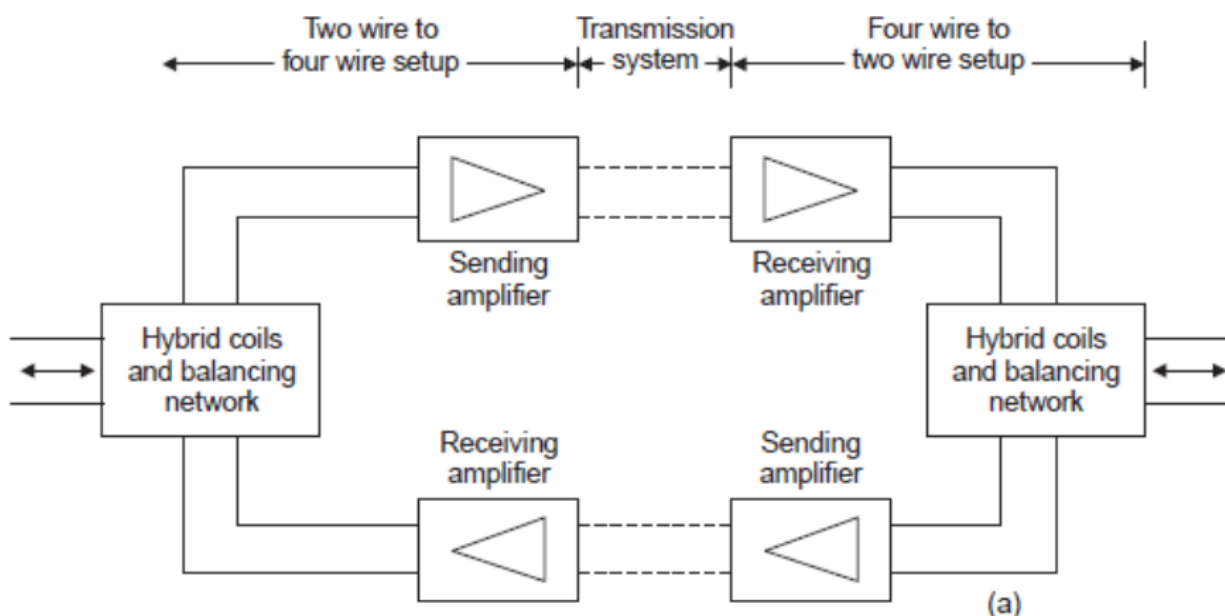 Two wire to
four wire setup
Transmission
system
Four wire to
two wire setup
Sending
amplifier
Receiving
amplifier
Hybrid coils
and balancing
network
Hybrid coils
and balancing
network
Receiving
amplifier
Sending
amplifier
(a)